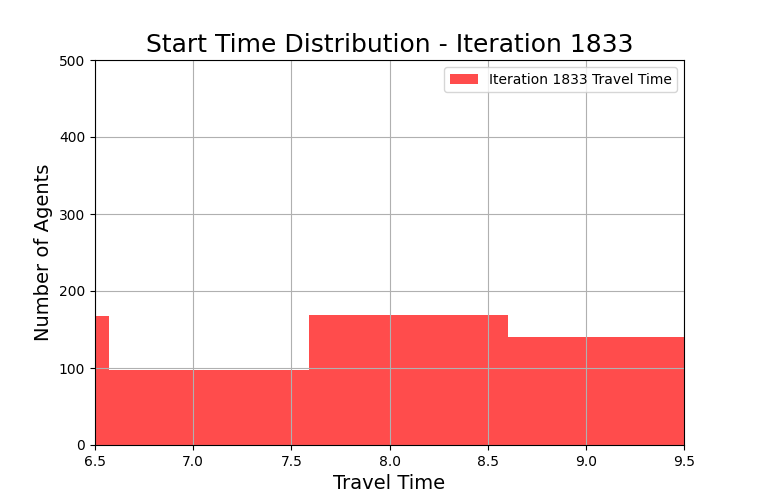 Start Time Distribution - Iteration 1833
500
Iteration 1833 Travel Time
400
300
200
100
0
Number of Agents
6.5 7.0 7.5 8.0 8.5 9.0 9.5
Travel Time